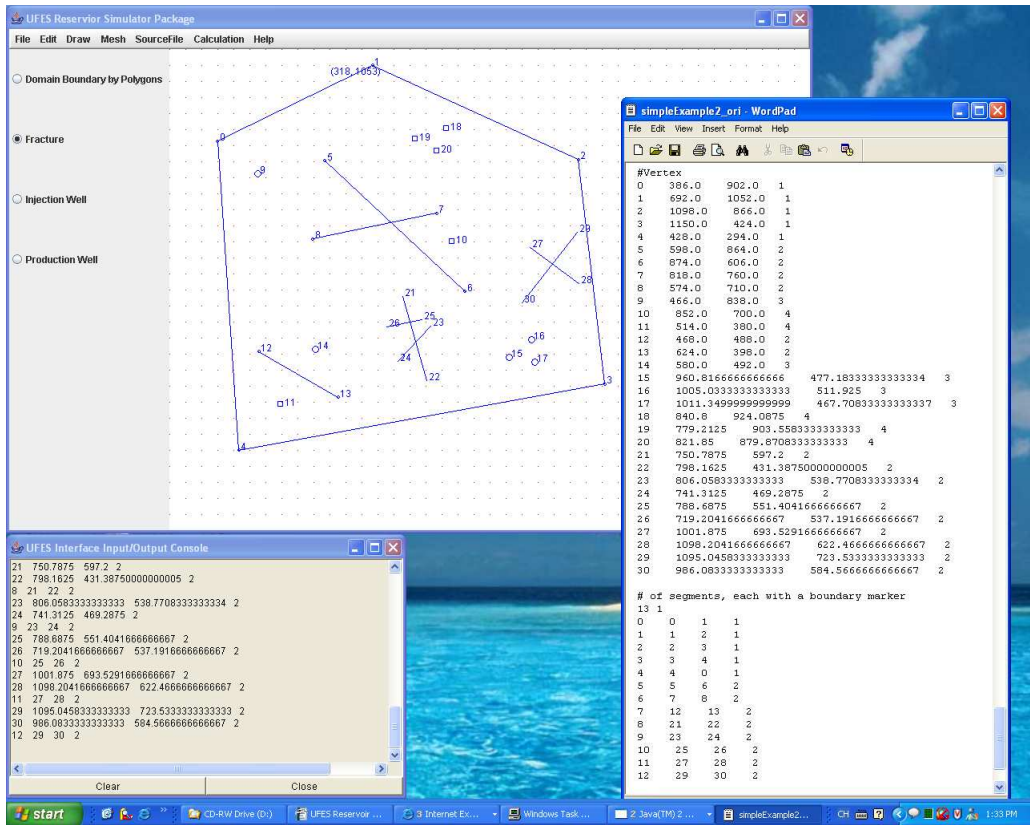 UFES Reservior Simulator Package
File Edit Draw Mesh SourceFile Calculation Help
Domain Boundary by Polygons
Fracture
Injection Well
Production Well
(318, 1053)
1
0
18
19
20
5
2
9
7
8
10
29
27
28
6
30
21
25
26
23
24
22
12
14
16
15
17
13
11
3
4
simpleExample2_ori - WordPad
File Edit View Insert Format Help
#Vertex
0 386.0 902.0 1
1 692.0 1052.0 1
2 1098.0 866.0 1
3 1150.0 424.0 1
4 428.0 294.0 1
5 598.0 864.0 2
6 874.0 606.0 2
7 818.0 760.0 2
8 574.0 710.0 2
9 466.0 838.0 3
10 852.0 700.0 4
11 514.0 380.0 4
12 468.0 488.0 2
13 624.0 398.0 2
14 580.0 492.0 3
15 960.8166666666666 477.18333333333334 3
16 1005.0333333333333 511.925 3
17 1011.3499999999999 467.70833333333337 3
18 840.8 924.0875 4
19 779.2125 903.5583333333333 4
20 821.85 879.8708333333333 4
21 750.7875 597.2 2
22 798.1625 431.38750000000005 2
23 806.0583333333333 538.7708333333334 2
24 741.3125 469.2875 2
25 788.6875 551.4041666666667 2
26 719.2041666666667 537.1916666666667 2
27 1001.875 693.5291666666667 2
28 1098.2041666666667 622.4666666666667 2
29 1095.0458333333333 723.5333333333333 2
30 986.0833333333333 584.5666666666667 2
# of segments, each with a boundary marker
13 1
0 0 1 1
1 1 2 1
2 2 3 1
3 3 4 1
4 4 0 1
5 5 6 2
6 7 8 2
7 12 13 2
8 21 22 2
9 23 24 2
10 25 26 2
11 27 28 2
12 29 30 2
UFES Interface Input/Output Console
21 750.7875 597.2 2
22 798.1625 431.38750000000005 2
8 21 22 2
23 806.0583333333333 538.7708333333334 2
24 741.3125 469.2875 2
9 23 24 2
25 788.6875 551.4041666666667 2
26 719.2041666666667 537.1916666666667 2
10 25 26 2
27 1001.875 693.5291666666667 2
28 1098.2041666666667 622.4666666666667 2
11 27 28 2
29 1095.0458333333333 723.5333333333333 2
30 986.0833333333333 584.5666666666667 2
12 29 30 2
Clear Close
start CD-RW Drive (D:) UFES Reservoir ... 3 Internet Ex... Windows Task ... 2 Java(TM) 2 ... simpleExample2... CH 1:33 PM